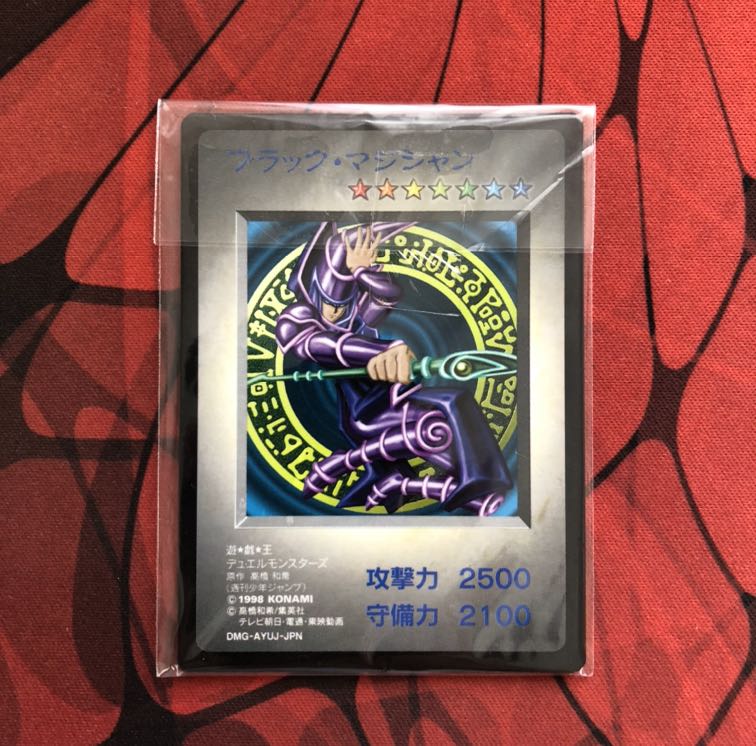 ブラック・マジシャン
遊★戯★王
デュエルモンスターズ
原作 高橋 和希
(週刊少年ジャンプ)
©1998 KONAMI
©高橋和希/集英社
テレビ朝日・電通・東映動画
DMG-AYUJ-JPN
攻撃力 2500
守備力 2100